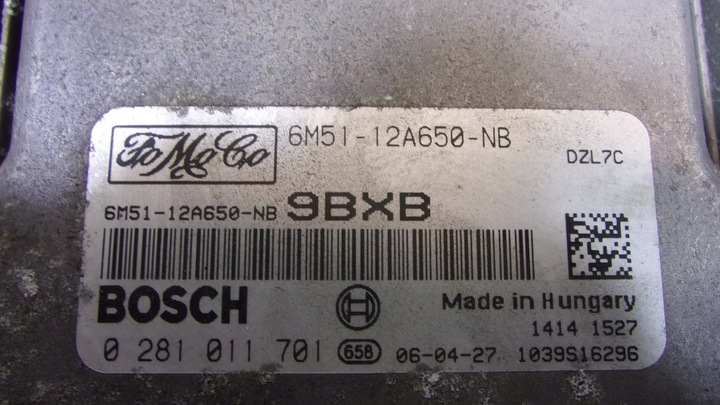 FoMoCo 6M51-12A650-NB
DZL7C
6M51-12A650-NB 9BXB
BOSCH Made in Hungary
1414 1527
0 281 011 701 658 06-04-27 1039S16296